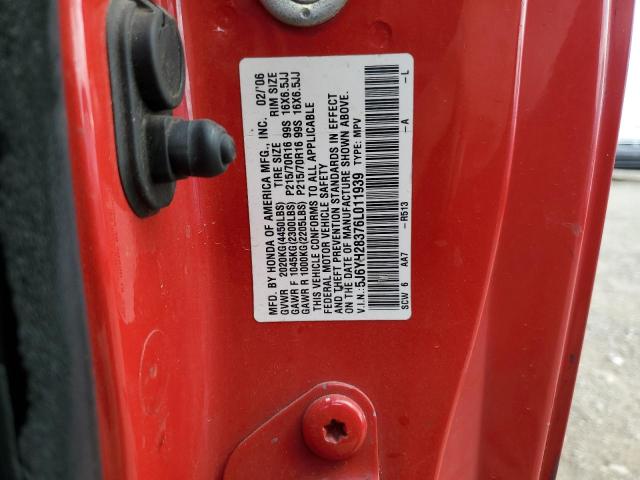 MFD. BY HONDA OF AMERICA MFG., INC. 02/'06
GVWR 2020KG(4450LBS) TIRE SIZE RIM SIZE
GAWR F 1045KG(2300LBS) P215/70R16 99S 16X6.5JJ
GAWR R 1000KG(2205LBS) P215/70R16 99S 16X6.5JJ
THIS VEHICLE CONFORMS TO ALL APPLICABLE
FEDERAL MOTOR VEHICLE SAFETY
AND THEFT PREVENTION STANDARDS IN EFFECT
ON THE DATE OF MANUFACTURE SHOWN ABOVE.
V.I.N.: 5J6YH28376L011939 TYPE: MPV
SCW 6 AA7 -R513 -A -L